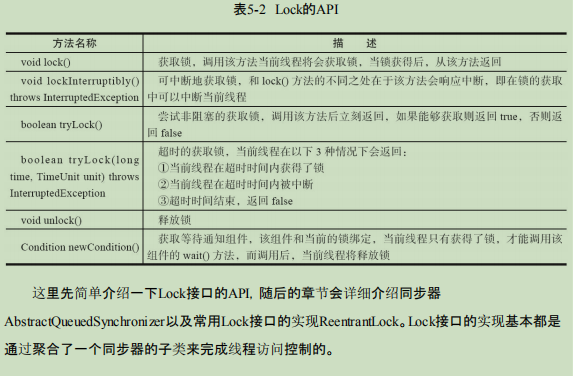 表5-2 Lock的API
方法名称 描 述
void lock() 获取锁，调用该方法当前线程将会获取锁，当锁获得后，从该方法返回
void lockInterruptibly() throws InterruptedException 可中断地获取锁，和 lock() 方法的不同之处在于该方法会响应中断，即在锁的获取
中可以中断当前线程
boolean tryLock() 尝试非阻塞的获取锁，调用该方法后立刻返回，如果能够获取则返回 true，否则返
回 false
boolean tryLock(long time, TimeUnit unit) throws InterruptedException 超时的获取锁，当前线程在以下 3 种情况下会返回：
①当前线程在超时时间内获得了锁
②当前线程在超时时间内被中断
③超时时间结束，返回 false
void unlock() 释放锁
Condition newCondition() 获取等待通知组件，该组件和当前的锁绑定，当前线程只有获得了锁，才能调用该
组件的 wait() 方法，而调用后，当前线程将释放锁
这里先简单介绍一下Lock接口的API，随后的章节会详细介绍同步器
AbstractQueuedSynchronizer以及常用Lock接口的实现ReentrantLock。Lock接口的实现基本都是
通过聚合了一个同步器的子类来完成线程访问控制的。